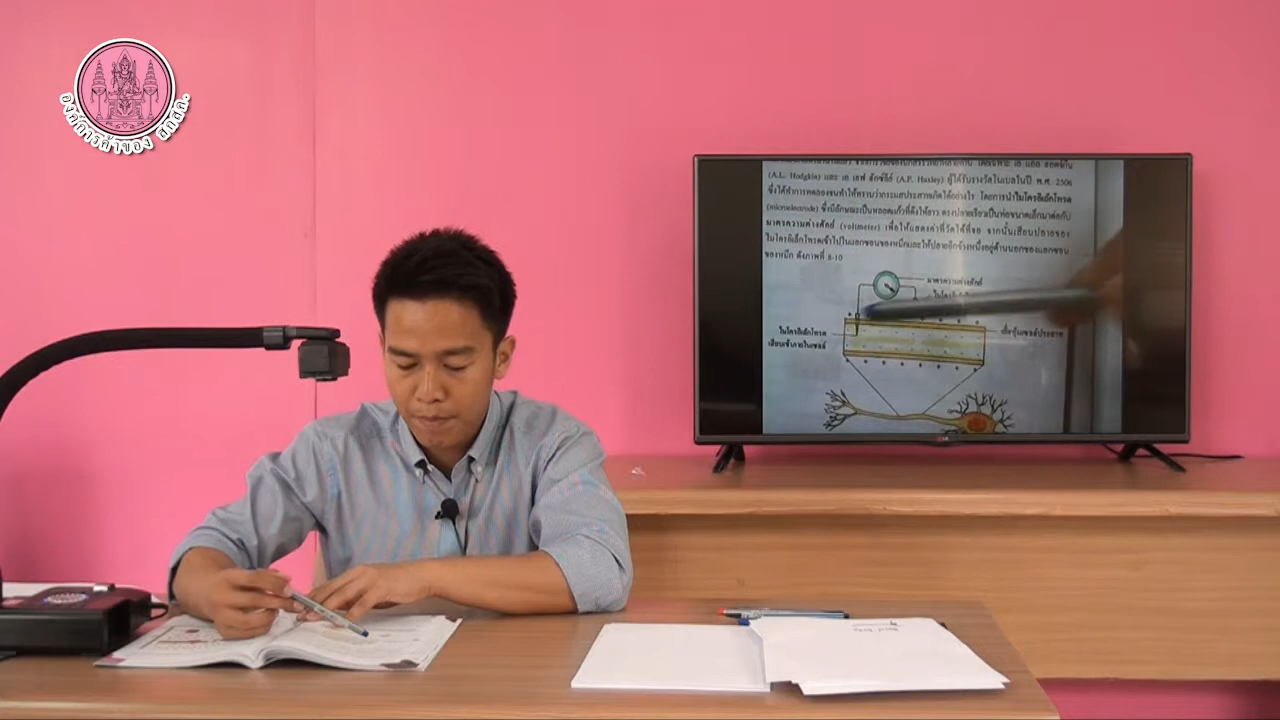 องค์การค้าของ สกสค.
(A.L. Hodgkin) และ เอ เอฟ ฮักซ์ลีย์ (A.F. Huxley) ผู้ได้รับรางวัลโนเบลในปี พ.ศ. 2506
ซึ่งได้ทำการทดลองจนทำให้ทราบว่ากระแสประสาทเกิดได้อย่างไร โดยการนำไมโครอิเล็กโทรด
(microelectrode) ซึ่งมีลักษณะเป็นหลอดแก้วที่ดึงให้ยาว ตรงปลายเรียวเป็นท่อขนาดเล็กมาต่อกับ
มาตรความต่างศักย์ (voltmeter) เพื่อให้แสดงค่าที่วัดได้ที่จอ จากนั้นเสียบปลายของ
ไมโครอิเล็กโทรดเข้าไปในแอกซอนของหมึกและให้ปลายอีกข้างหนึ่งอยู่ด้านนอกของแอกซอน
ของหมึก ดังภาพที่ 8-10
มาตรความต่างศักย์
ไมโครอิเล็กโทรด
เสียบเข้าภายในเซลล์
เยื่อหุ้มเซลล์ประสาท
LG